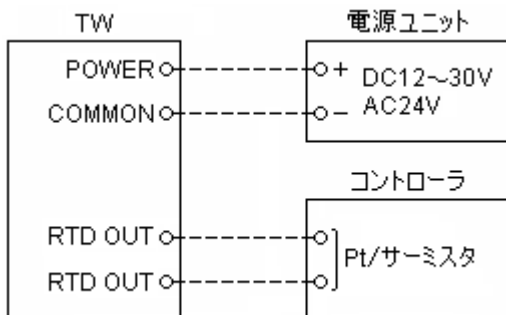 TW
電源ユニット
POWER
+
DC12～30V
COMMON
−
AC24V
コントローラ
RTD OUT
Pt/サーミスタ
RTD OUT